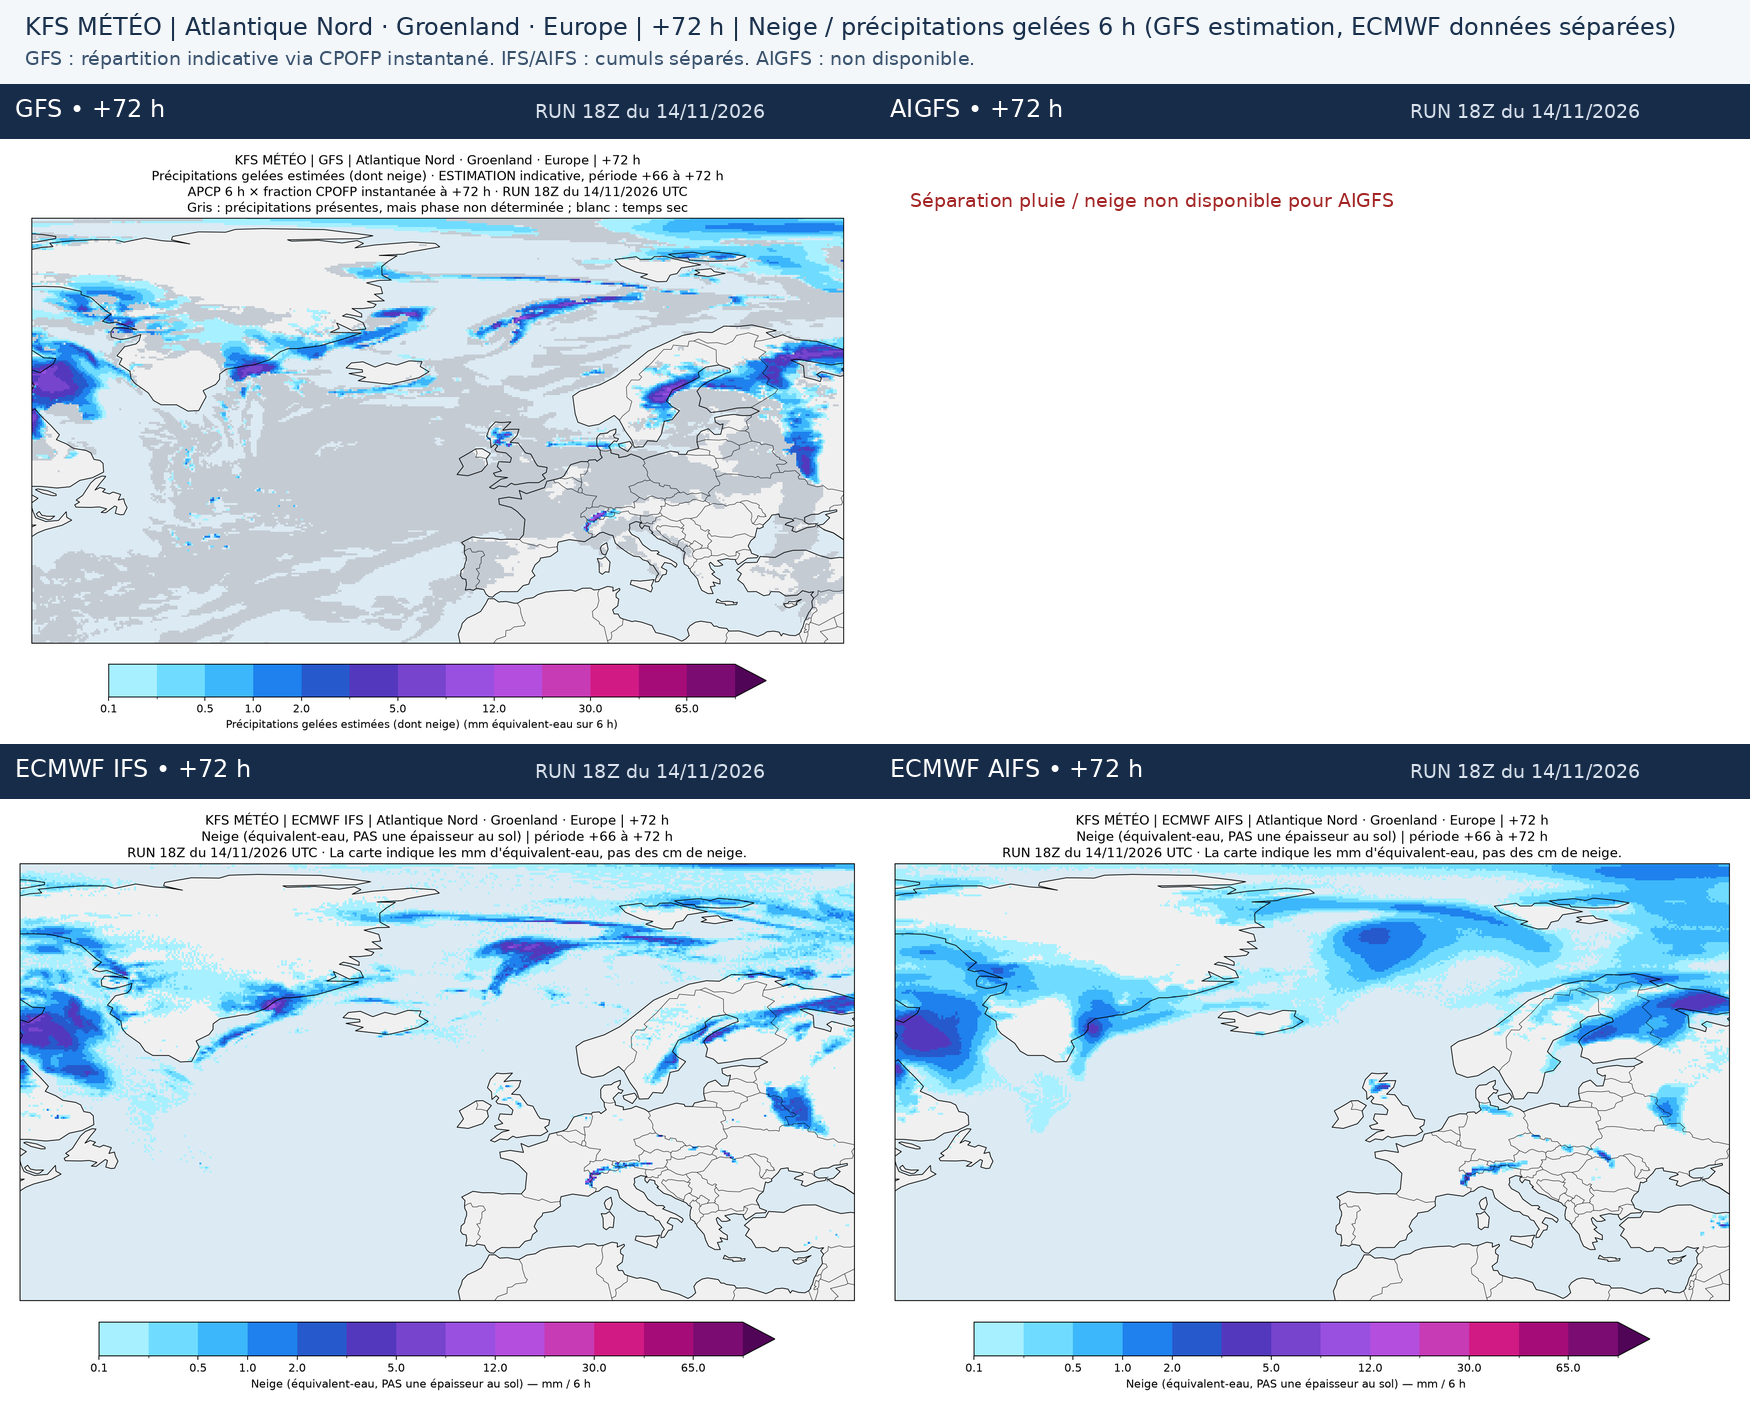 KFS MÉTÉO | Atlantique Nord · Groenland · Europe | +72 h | Neige / précipitations gelées 6 h (GFS estimation, ECMWF données séparées)
GFS : répartition indicative via CPOFP instantané. IFS/AIFS : cumuls séparés. AIGFS : non disponible.
GFS • +72 h
RUN 18Z du 14/11/2026
KFS MÉTÉO | GFS | Atlantique Nord · Groenland · Europe | +72 h
Précipitations gelées estimées (dont neige) · ESTIMATION indicative, période +66 à +72 h
APCP 6 h × fraction CPOFP instantanée à +72 h · RUN 18Z du 14/11/2026 UTC
Gris : précipitations présentes, mais phase non déterminée ; blanc : temps sec
0.1 0.5 1.0 2.0 5.0 12.0 30.0 65.0
Précipitations gelées estimées (dont neige) (mm équivalent-eau sur 6 h)
AIGFS • +72 h
RUN 18Z du 14/11/2026
Séparation pluie / neige non disponible pour AIGFS
ECMWF IFS • +72 h
RUN 18Z du 14/11/2026
KFS MÉTÉO | ECMWF IFS | Atlantique Nord · Groenland · Europe | +72 h
Neige (équivalent-eau, PAS une épaisseur au sol) | période +66 à +72 h
RUN 18Z du 14/11/2026 UTC · La carte indique les mm d'équivalent-eau, pas des cm de neige.
0.1 0.5 1.0 2.0 5.0 12.0 30.0 65.0
Neige (équivalent-eau, PAS une épaisseur au sol) — mm / 6 h
ECMWF AIFS • +72 h
RUN 18Z du 14/11/2026
KFS MÉTÉO | ECMWF AIFS | Atlantique Nord · Groenland · Europe | +72 h
Neige (équivalent-eau, PAS une épaisseur au sol) | période +66 à +72 h
RUN 18Z du 14/11/2026 UTC · La carte indique les mm d'équivalent-eau, pas des cm de neige.
0.1 0.5 1.0 2.0 5.0 12.0 30.0 65.0
Neige (équivalent-eau, PAS une épaisseur au sol) — mm / 6 h